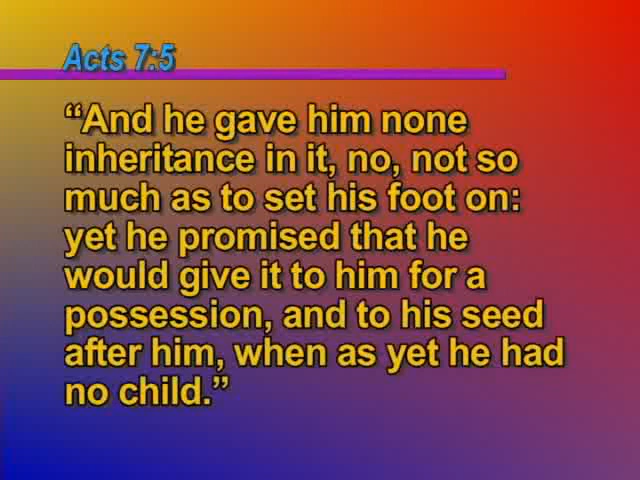 Acts 7:5
“And he gave him none
inheritance in it, no, not so
much as to set his foot on:
yet he promised that he
would give it to him for a
possession, and to his seed
after him, when as yet he had
no child.”